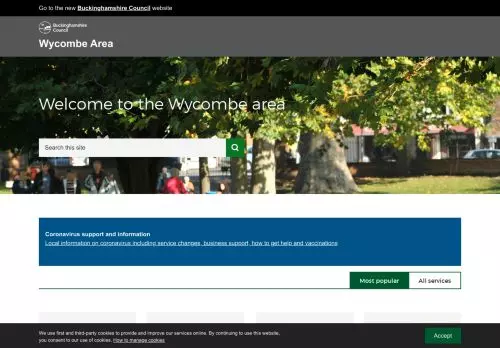 Go to the new Buckinghamshire Council website
Buckinghamshire
Council
Wycombe Area
Welcome to the Wycombe area
Search this site
Coronavirus support and information
Local information on coronavirus including service changes, business support, how to get help and vaccinations
Most popular
All services
We use first and third-party cookies to provide and improve our services online. By continuing to use this website,
you consent to our use of cookies. How to manage cookies
Accept